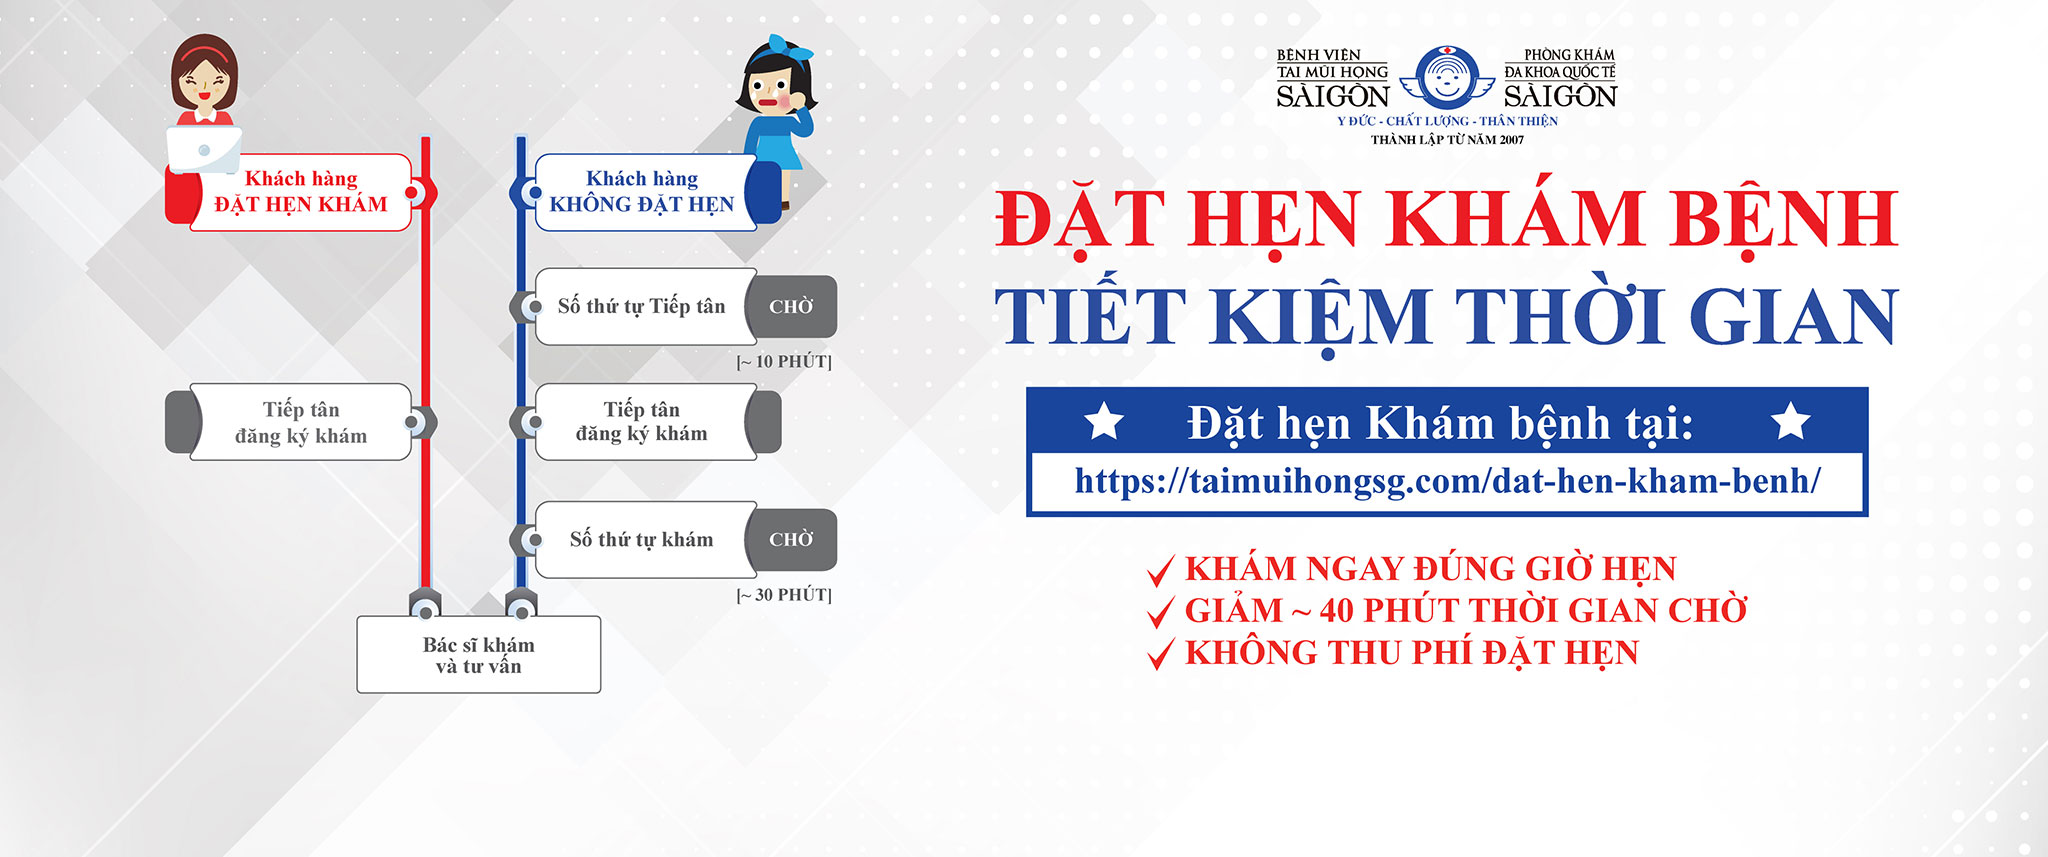 Khách hàng
ĐẶT HẸN KHÁM
Tiếp tân
đăng ký khám
Khách hàng
KHÔNG ĐẶT HẸN
Số thứ tự Tiếp tân
CHỜ
[~ 10 PHÚT]
Tiếp tân
đăng ký khám
Số thứ tự khám
CHỜ
[~ 30 PHÚT]
Bác sĩ khám
và tư vấn
BỆNH VIỆN
TAI MŨI HỌNG
SÀIGÒN
PHÒNG KHÁM
ĐA KHOA QUỐC TẾ
SÀIGÒN
Y ĐỨC - CHẤT LƯỢNG - THÂN THIỆN
THÀNH LẬP TỪ NĂM 2007
ĐẶT HẸN KHÁM BỆNH
TIẾT KIỆM THỜI GIAN
Đặt hẹn Khám bệnh tại:
https://taimuihongsg.com/dat-hen-kham-benh/
KHÁM NGAY ĐÚNG GIỜ HẸN
GIẢM ~ 40 PHÚT THỜI GIAN CHỜ
KHÔNG THU PHÍ ĐẶT HẸN